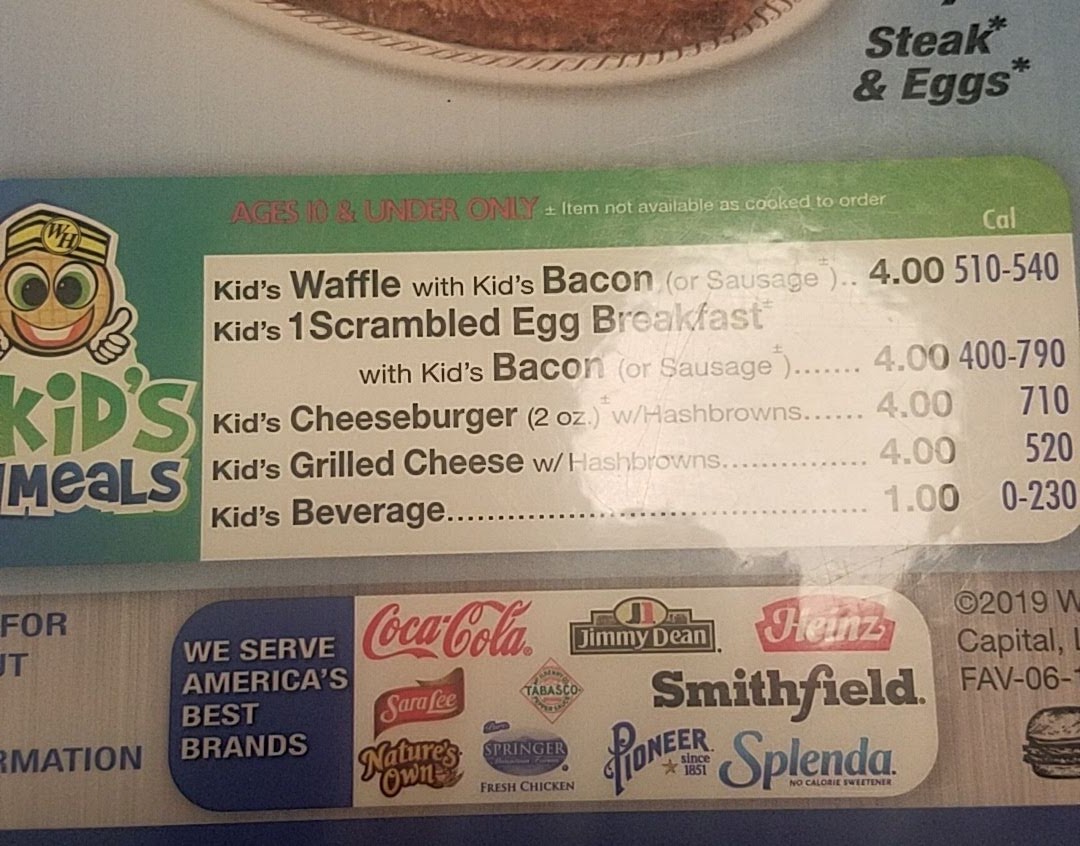 Steak*
& Eggs*
AGES 10 & UNDER ONLY ± Item not available as cooked to order
Cal
WH
Kid's Waffle with Kid's Bacon (or Sausage±).. 4.00 510-540
Kid's 1 Scrambled Egg Breakfast±
with Kid's Bacon (or Sausage±)....... 4.00 400-790
Kid's Cheeseburger (2 oz.)± w/Hashbrowns...... 4.00 710
Kid's Grilled Cheese w/ Hashbrowns.............. 4.00 520
Kid's Beverage.......................................... 1.00 0-230
KiD'S
MeaLS
FOR
UT
RMATION
WE SERVE
AMERICA'S
BEST
BRANDS
Coca-Cola
Jimmy Dean
Heinz
Sara Lee
TABASCO
PEPPER SAUCE
Smithfield
Nature's
Own
SPRINGER
FRESH CHICKEN
PIONEER
since
1851
Splenda
NO CALORIE SWEETENER
©2019 W
Capital,
FAV-06-